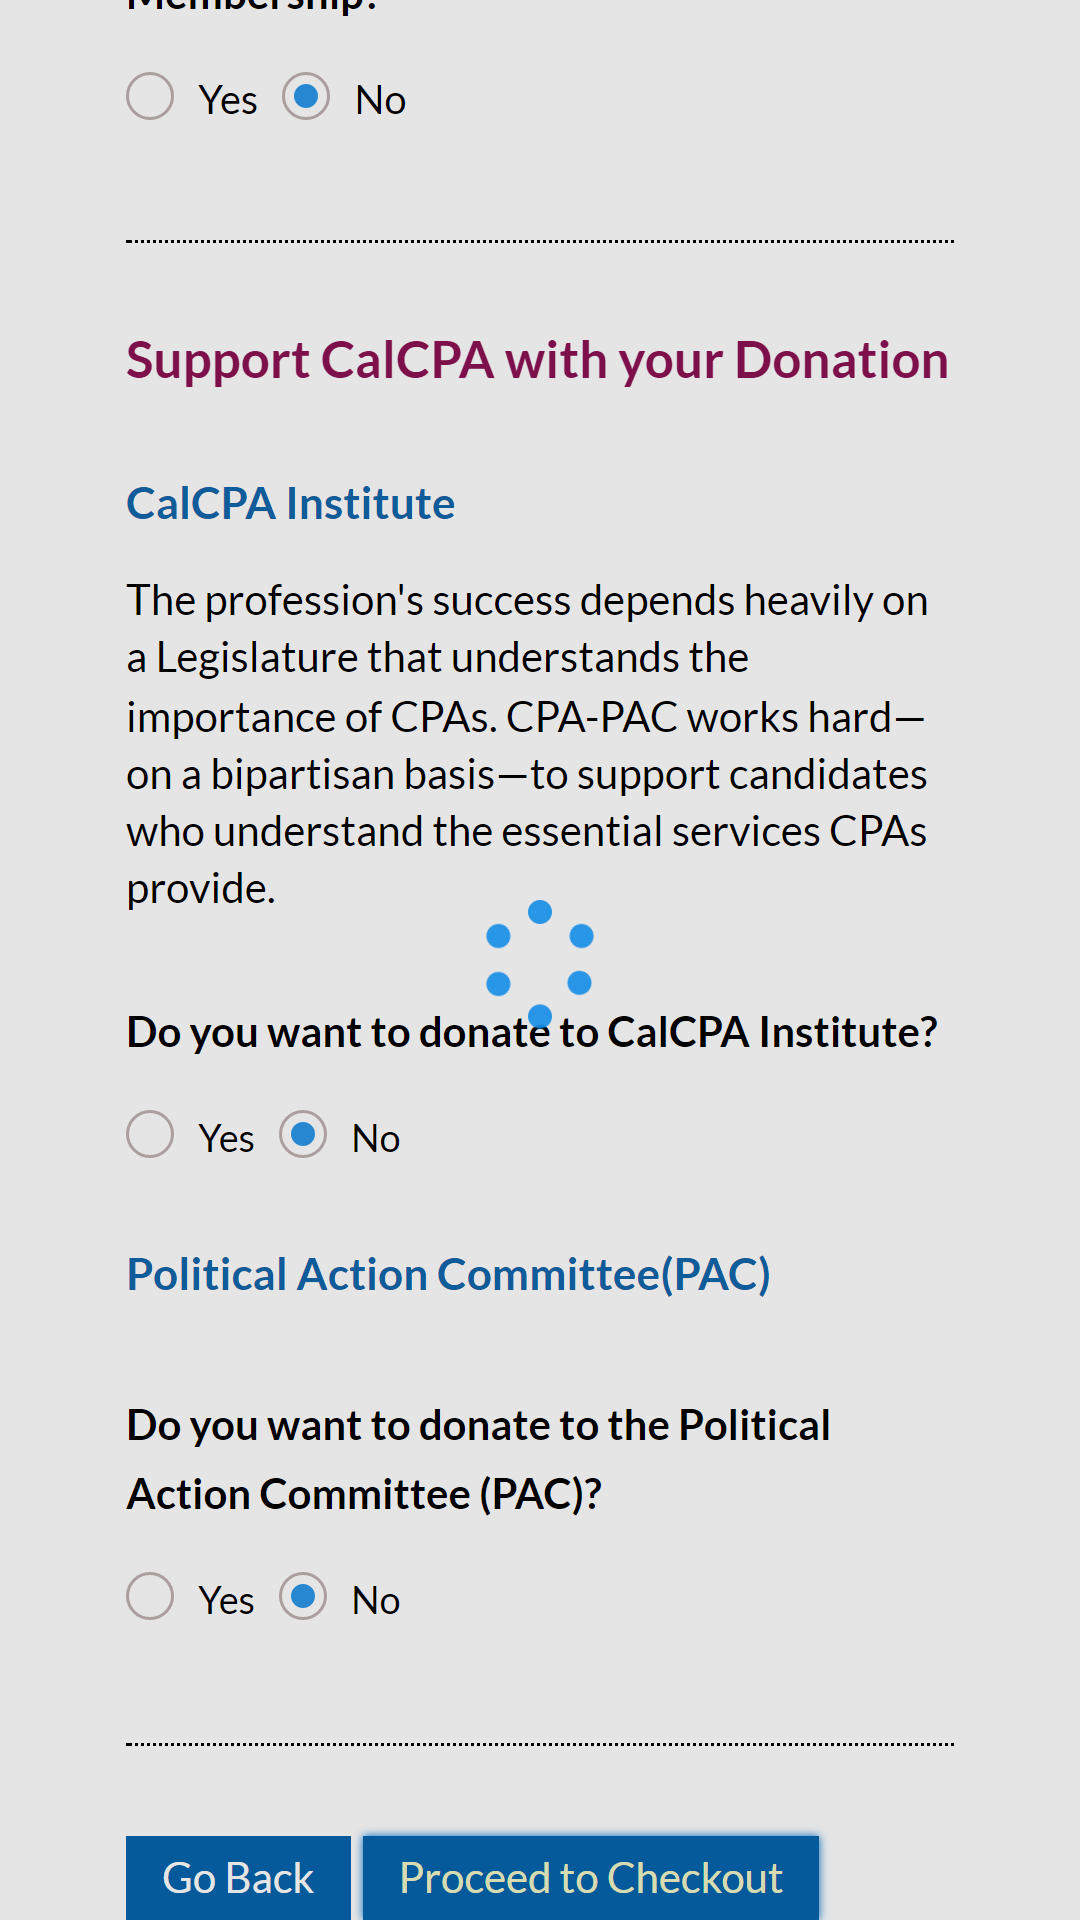 Membership?
Yes No
Support CalCPA with your Donation
CalCPA Institute
The profession's success depends heavily on
a Legislature that understands the
importance of CPAs. CPA-PAC works hard—
on a bipartisan basis—to support candidates
who understand the essential services CPAs
provide.
Do you want to donate to CalCPA Institute?
Yes No
Political Action Committee(PAC)
Do you want to donate to the Political
Action Committee (PAC)?
Yes No
Go Back Proceed to Checkout